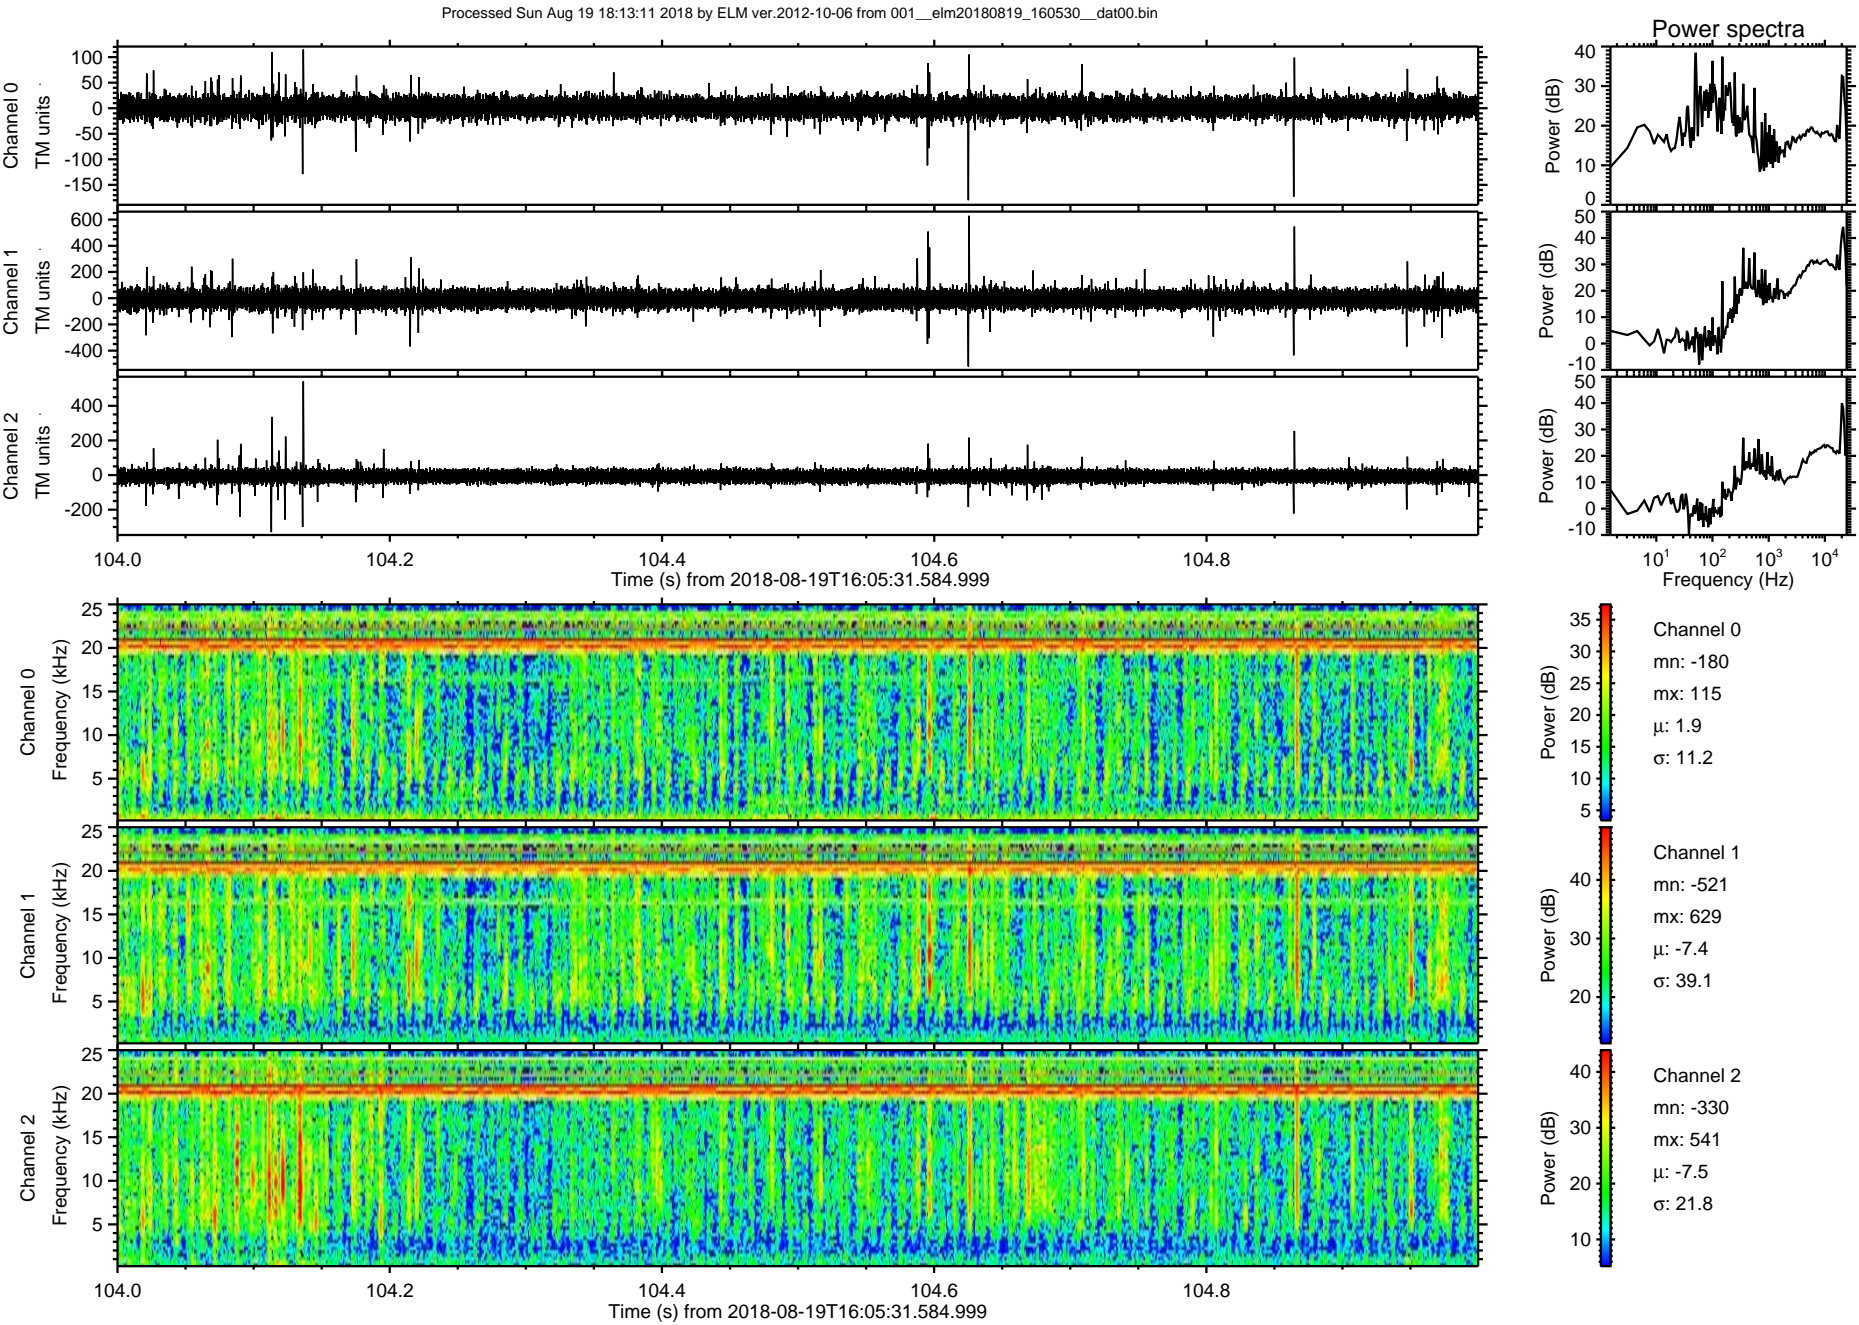 Processed Sun Aug 19 18:13:11 2018 by ELM ver.2012-10-06 from 001__elm20180819_160530__dat00.bin
Power spectra
Channel 0
TM units
100
50
0
-50
-100
-150
Power (dB)
40
30
20
10
0
Channel 1
TM units
600
400
200
0
-200
-400
Power (dB)
50
40
30
20
10
0
-10
Channel 2
TM units
400
200
0
-200
Power (dB)
50
40
30
20
10
0
-10
104.0 104.2 104.4 104.6 104.8
Time (s) from 2018-08-19T16:05:31.584.999
10^1 10^2 10^3 10^4
Frequency (Hz)
Channel 0
Frequency (kHz)
25
20
15
10
5
Power (dB)
35
30
25
20
15
10
5
Channel 0
mn: -180
mx: 115
μ: 1.9
σ: 11.2
Channel 1
Frequency (kHz)
25
20
15
10
5
Power (dB)
40
30
20
Channel 1
mn: -521
mx: 629
μ: -7.4
σ: 39.1
Channel 2
Frequency (kHz)
25
20
15
10
5
Power (dB)
40
30
20
10
Channel 2
mn: -330
mx: 541
μ: -7.5
σ: 21.8
104.0 104.2 104.4 104.6 104.8
Time (s) from 2018-08-19T16:05:31.584.999